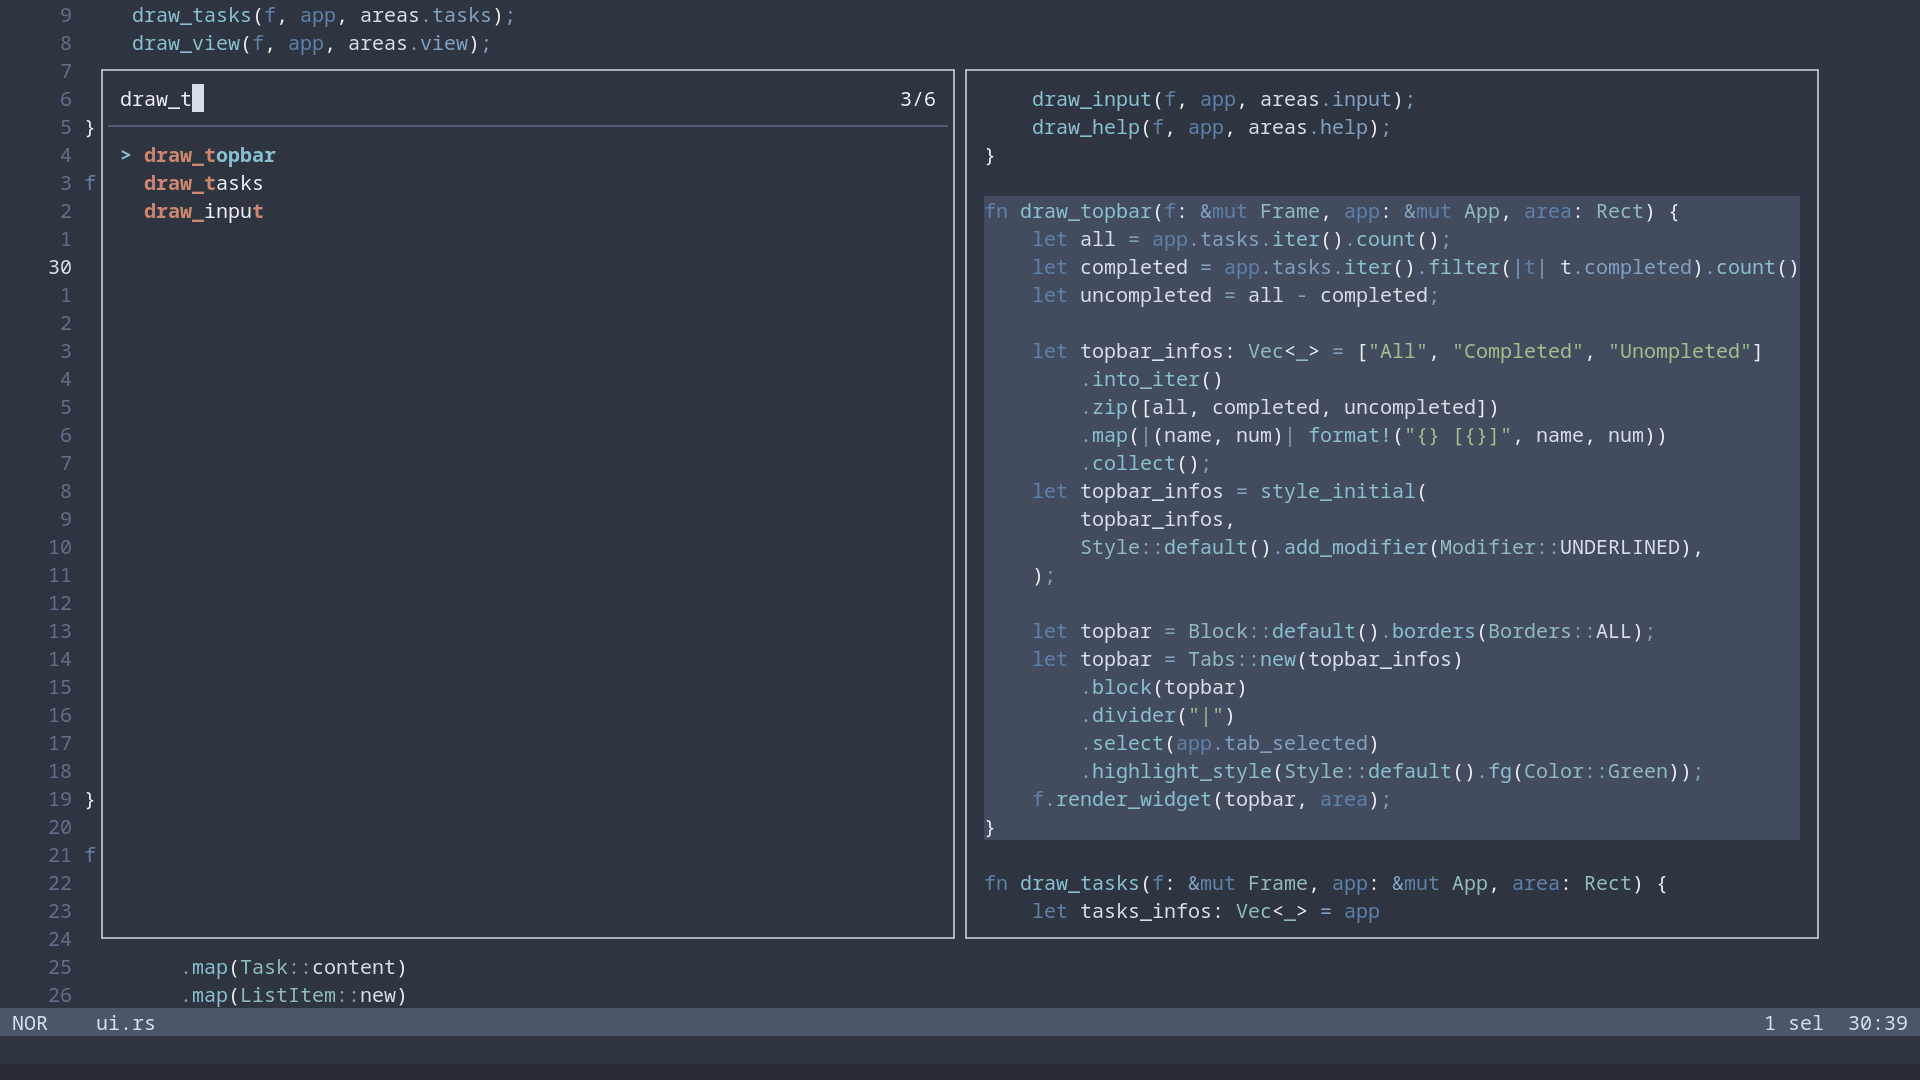 9     draw_tasks(f, app, areas.tasks);
8     draw_view(f, app, areas.view);
7
6
5 }
4
3 f
2
1
30
1
2
3
4
5
6
7
8
9
10
11
12
13
14
15
16
17
18
19 }
20
21 f
22
23
24
25         .map(Task::content)
26         .map(ListItem::new)
draw_t 3/6
> draw_topbar
  draw_tasks
  draw_input
    draw_input(f, app, areas.input);
    draw_help(f, app, areas.help);
}
fn draw_topbar(f: &mut Frame, app: &mut App, area: Rect) {
    let all = app.tasks.iter().count();
    let completed = app.tasks.iter().filter(|t| t.completed).count()
    let uncompleted = all - completed;
    let topbar_infos: Vec<_> = ["All", "Completed", "Unompleted"]
        .into_iter()
        .zip([all, completed, uncompleted])
        .map(|(name, num)| format!("{} [{}]", name, num))
        .collect();
    let topbar_infos = style_initial(
        topbar_infos,
        Style::default().add_modifier(Modifier::UNDERLINED),
    );
    let topbar = Block::default().borders(Borders::ALL);
    let topbar = Tabs::new(topbar_infos)
        .block(topbar)
        .divider("|")
        .select(app.tab_selected)
        .highlight_style(Style::default().fg(Color::Green));
    f.render_widget(topbar, area);
}
fn draw_tasks(f: &mut Frame, app: &mut App, area: Rect) {
    let tasks_infos: Vec<_> = app
NOR    ui.rs    1 sel  30:39